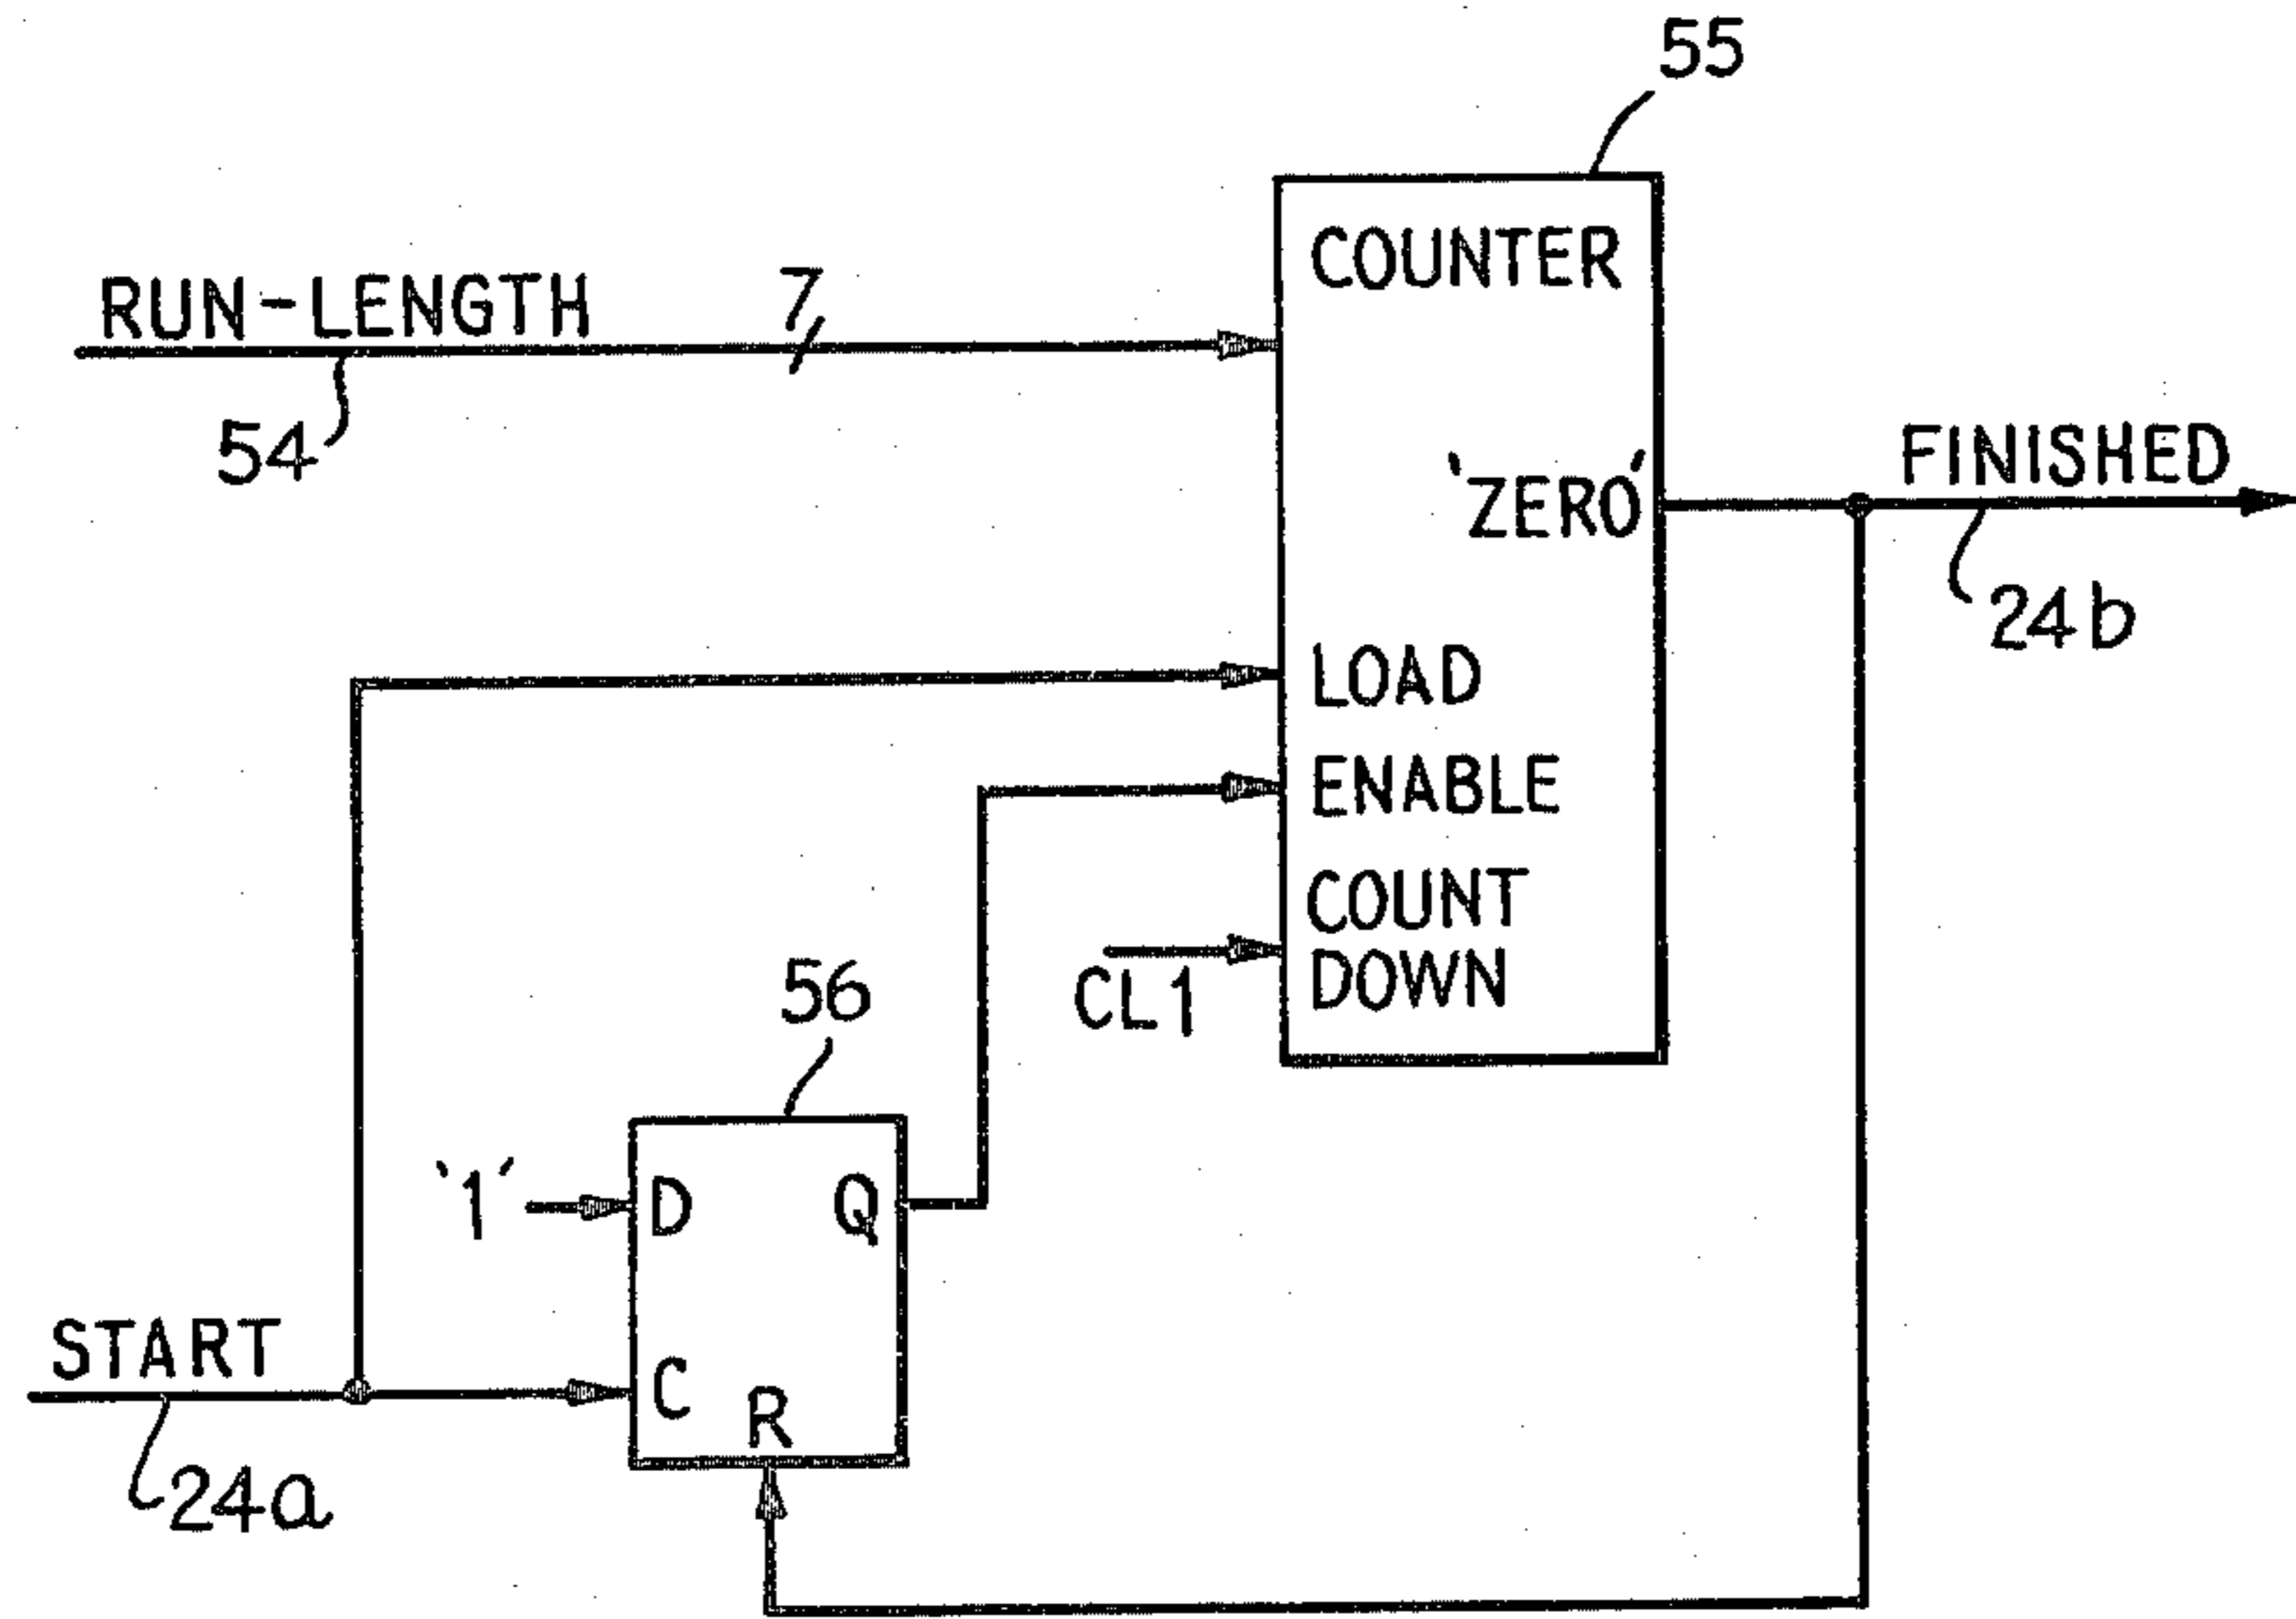 55
COUNTER
RUN-LENGTH
7
54
'ZERO'
FINISHED
24b
LOAD
ENABLE
COUNT
DOWN
CL1
56
'1'
D
Q
START
C
R
24a